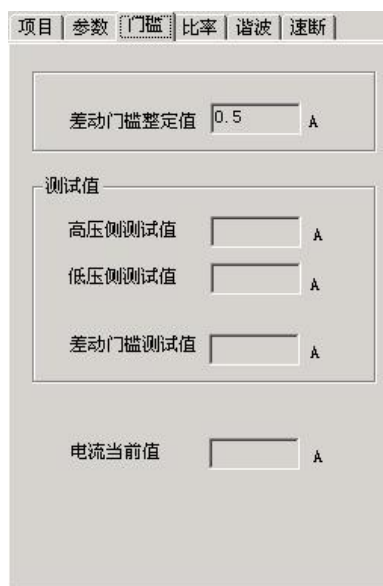 项目 参数 门槛 比率 谐波 速断
差动门槛整定值 0.5 A
测试值
高压侧测试值 A
低压侧测试值 A
差动门槛测试值 A
电流当前值 A